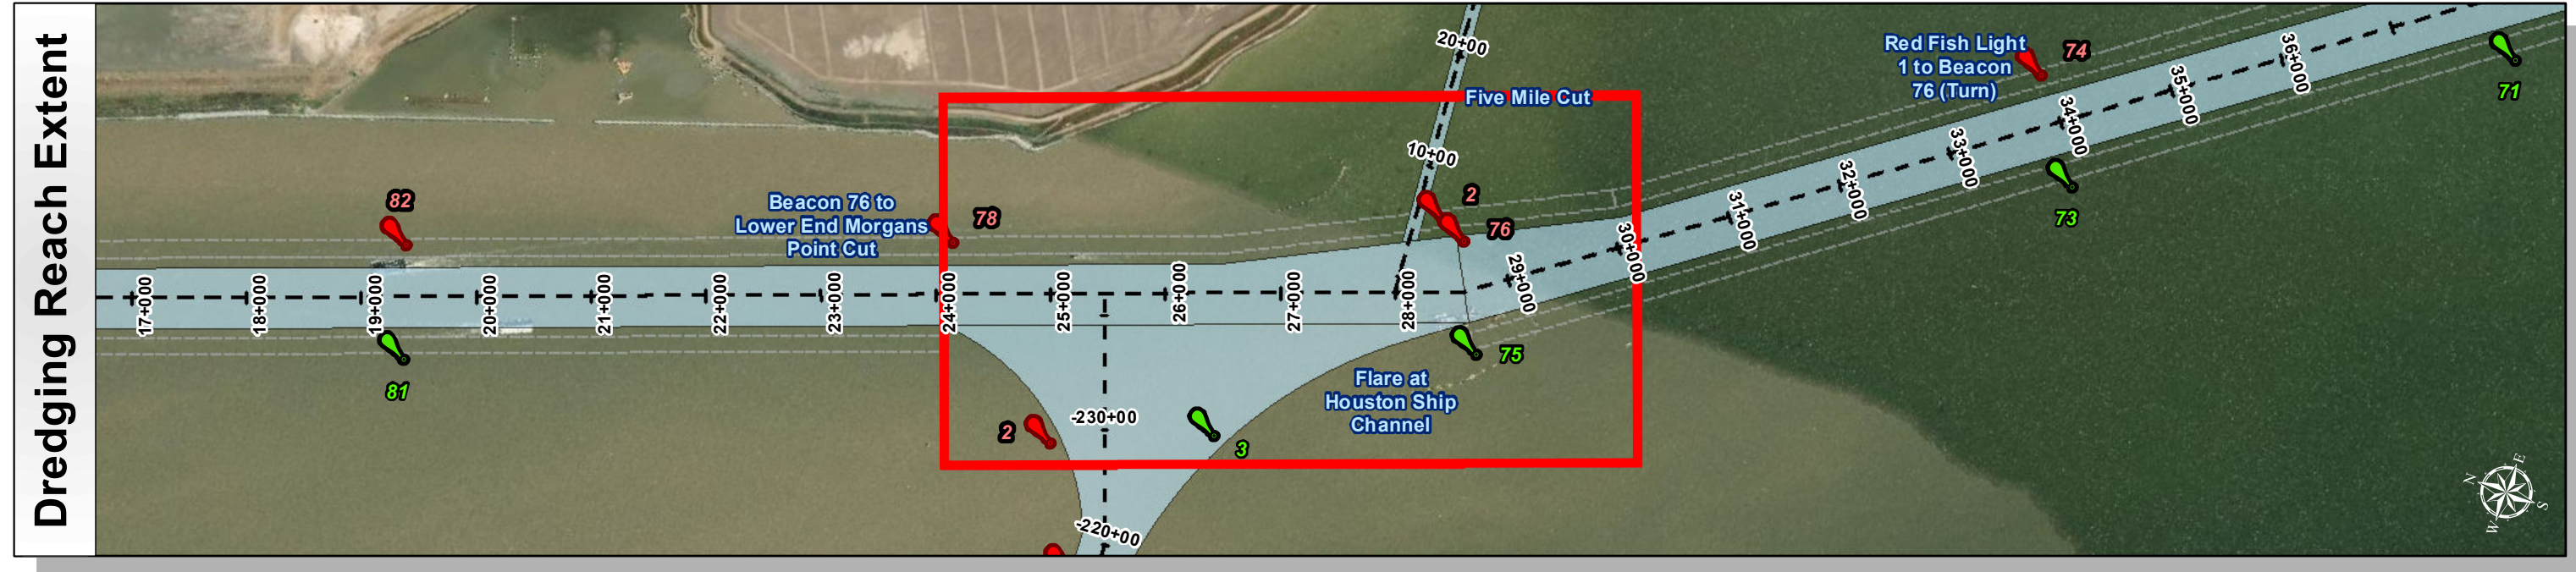 Dredging Reach Extent
20+00
Five Mile Cut
10+00
Red Fish Light
1 to Beacon
76 (Turn)
74
71
73
82
81
Beacon 76 to
Lower End Morgans
Point Cut
78
2
76
75
17+000
18+000
19+000
20+000
21+000
22+000
23+000
24+000
25+000
26+000
27+000
28+000
29+000
30+000
31+000
32+000
33+000
34+000
35+000
36+000
Flare at
Houston Ship
Channel
-230+00
2
3
-220+00
N
E
S
W